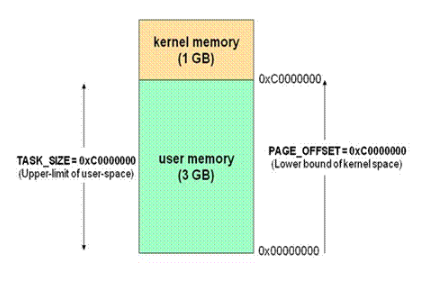 kernel memory
(1 GB)
0xC0000000
TASK_SIZE = 0xC0000000
(Upper-limit of user-space)
user memory
(3 GB)
PAGE_OFFSET = 0xC0000000
(Lower bound of kernel space)
0x00000000